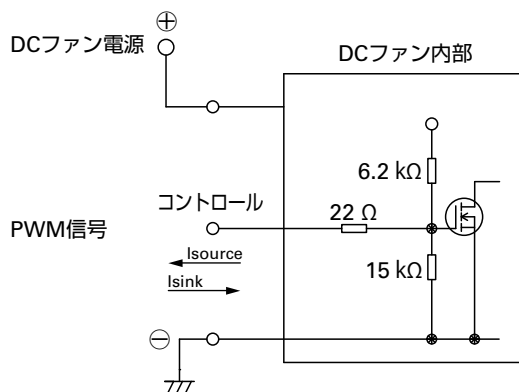 ⊕
DCファン電源
DCファン内部
6.2 kΩ
コントロール
22 Ω
PWM信号
Isource
Isink
15 kΩ
⊖